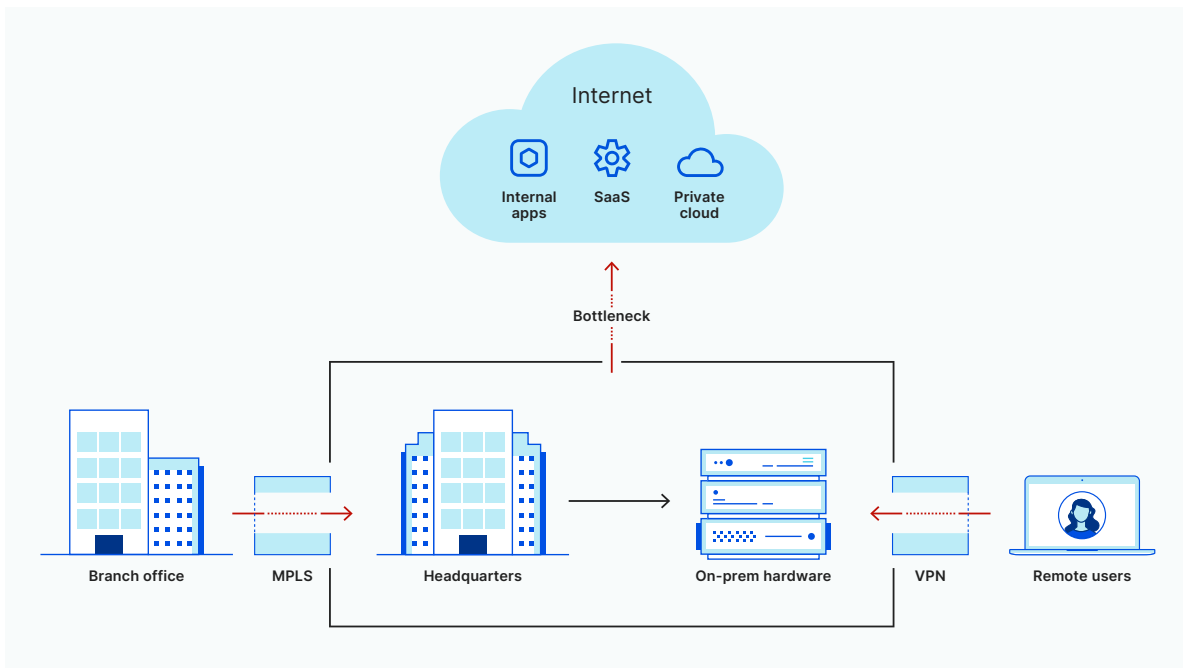 Internet
Internal
apps
SaaS
Private
cloud
Bottleneck
Branch office
MPLS
Headquarters
On-prem hardware
VPN
Remote users